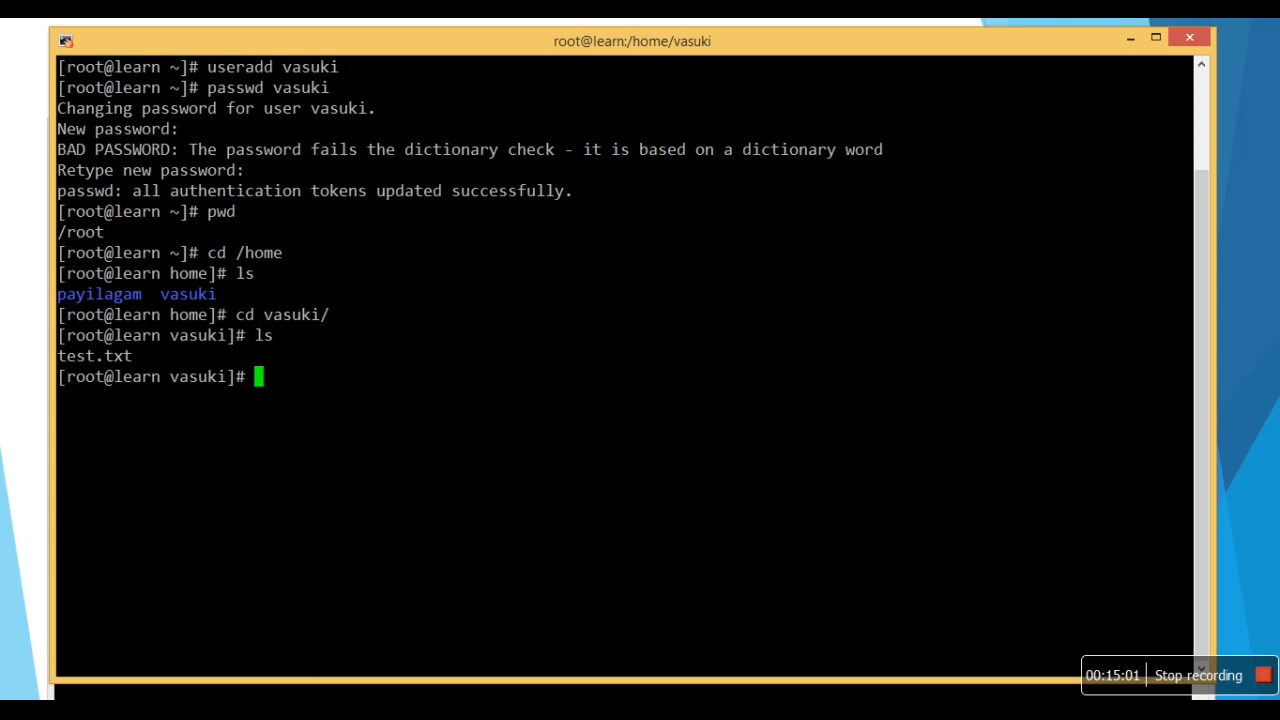 root@learn:/home/vasuki
[root@learn ~]# useradd vasuki
[root@learn ~]# passwd vasuki
Changing password for user vasuki.
New password:
BAD PASSWORD: The password fails the dictionary check - it is based on a dictionary word
Retype new password:
passwd: all authentication tokens updated successfully.
[root@learn ~]# pwd
/root
[root@learn ~]# cd /home
[root@learn home]# ls
payilagam  vasuki
[root@learn home]# cd vasuki/
[root@learn vasuki]# ls
test.txt
[root@learn vasuki]#
00:15:01 Stop recording